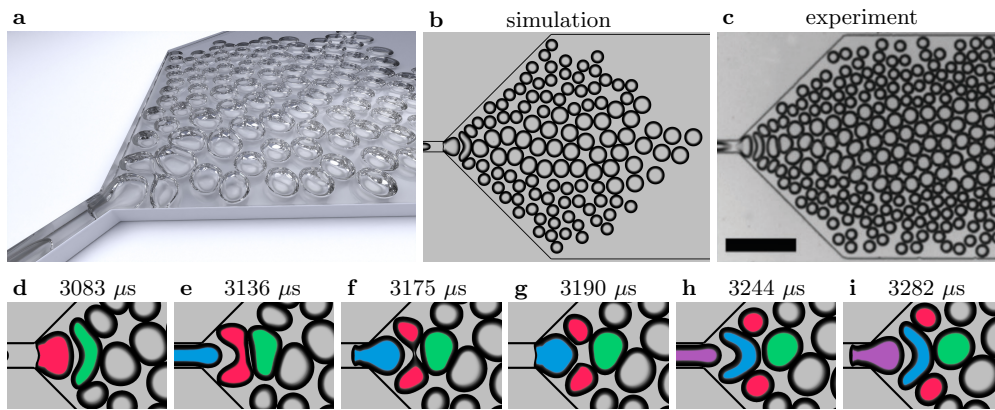 a
b simulation
c experiment
d 3083 μs
e 3136 μs
f 3175 μs
g 3190 μs
h 3244 μs
i 3282 μs